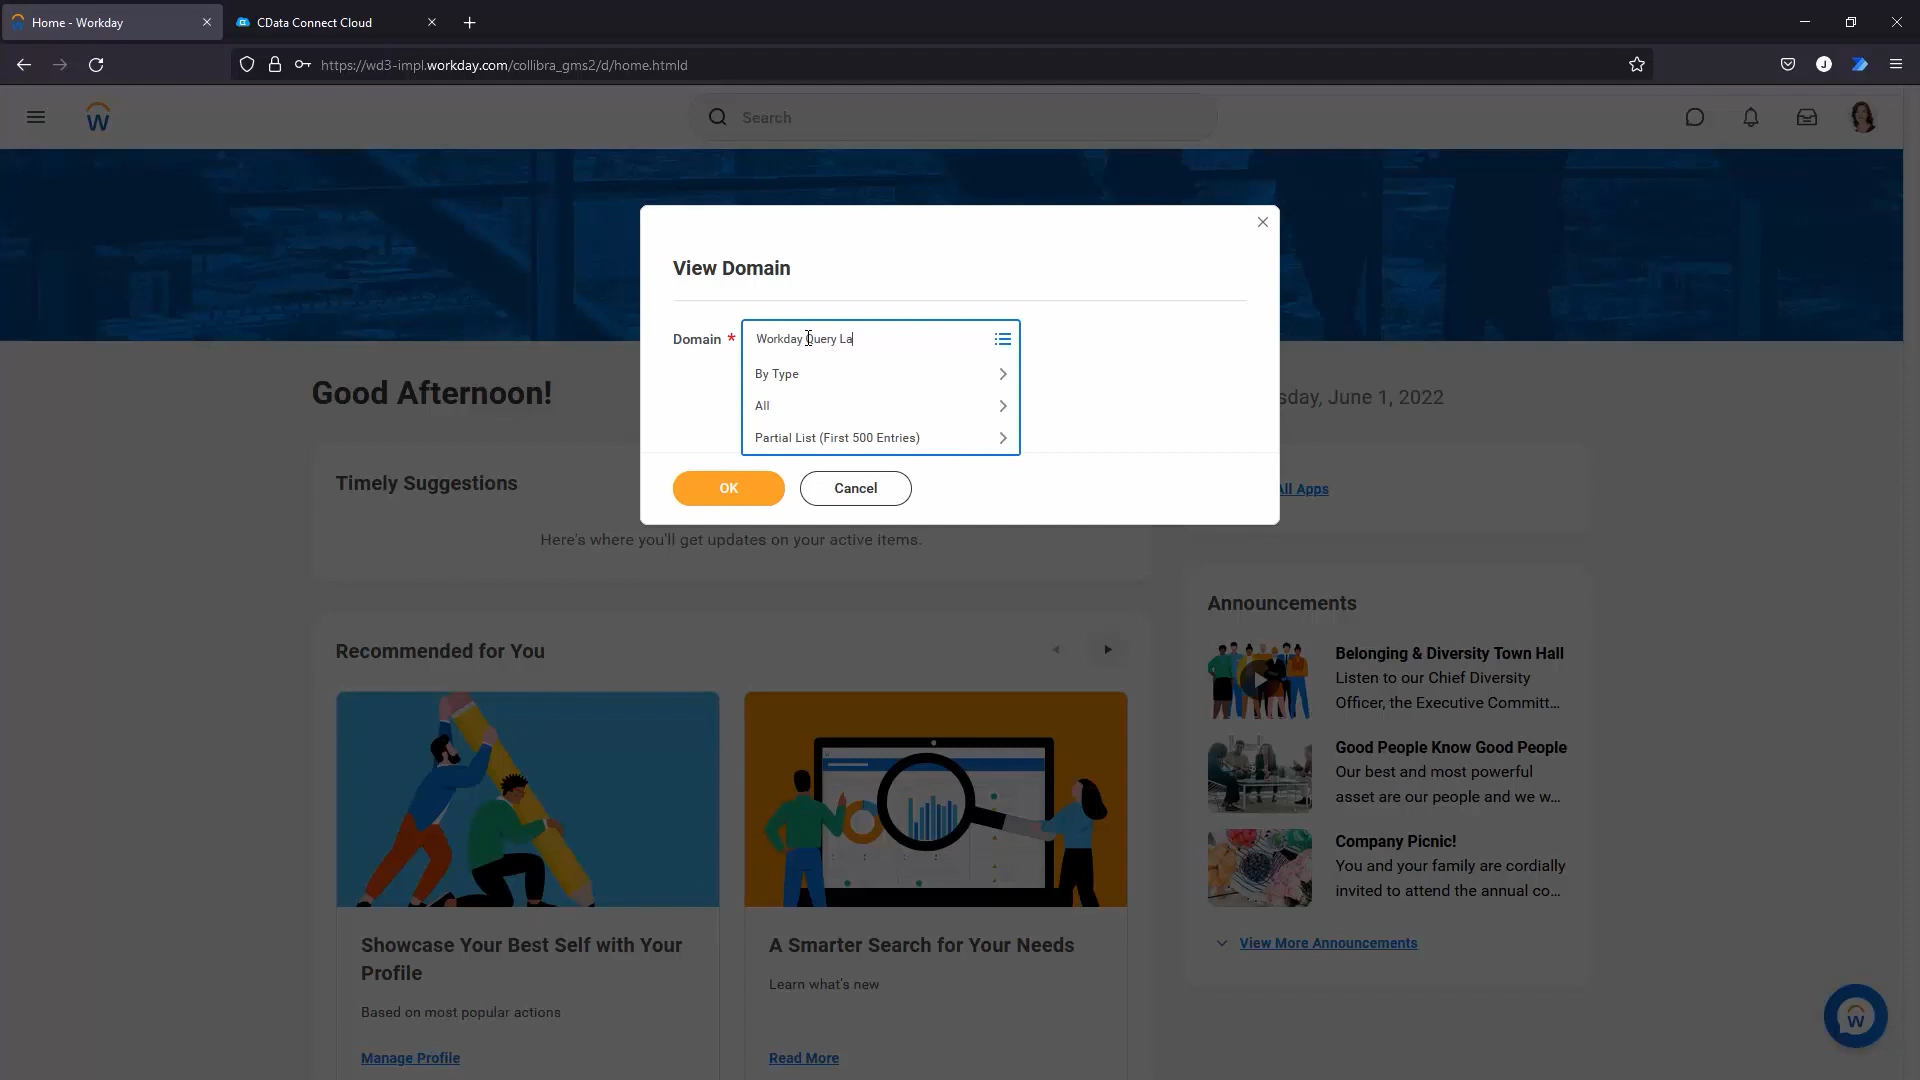 Home - Workday
CData Connect Cloud
https://wd3-impl.workday.com/collibra_gms2/d/home.htmld
J
Search
View Domain
Domain *
Workday Query La
By Type
All
Partial List (First 500 Entries)
OK
Cancel
Good Afternoon!
sday, June 1, 2022
Timely Suggestions
Here's where you'll get updates on your active items.
All Apps
Recommended for You
Showcase Your Best Self with Your
Profile
Based on most popular actions
Manage Profile
A Smarter Search for Your Needs
Learn what's new
Read More
Announcements
Belonging & Diversity Town Hall
Listen to our Chief Diversity
Officer, the Executive Committ...
Good People Know Good People
Our best and most powerful
asset are our people and we w...
Company Picnic!
You and your family are cordially
invited to attend the annual co...
View More Announcements